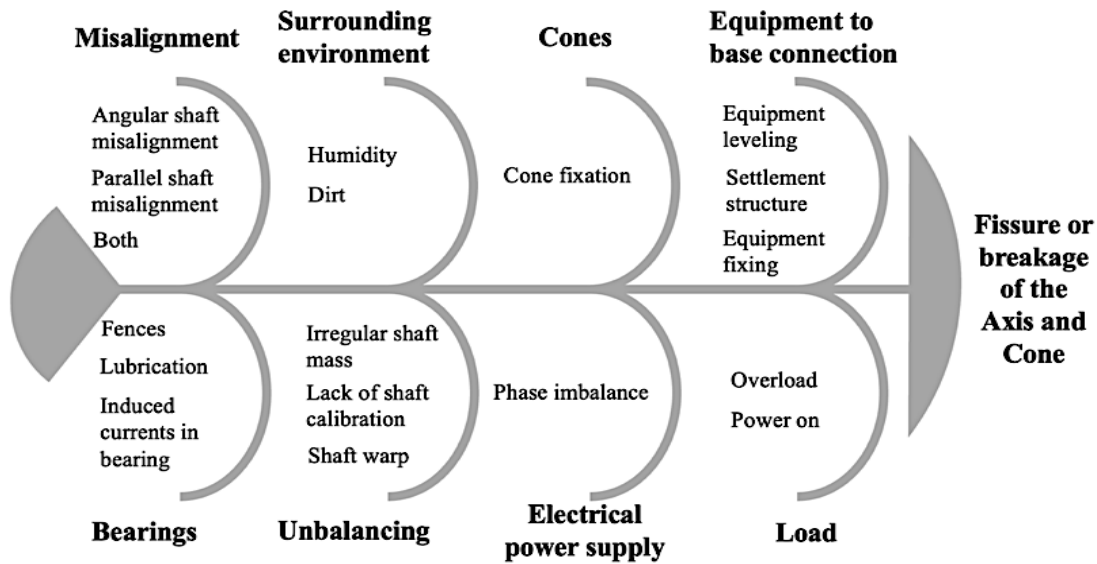 Misalignment
Angular shaft
misalignment
Parallel shaft
misalignment
Both
Surrounding
environment
Humidity
Dirt
Cones
Cone fixation
Equipment to
base connection
Equipment
leveling
Settlement
structure
Equipment
fixing
Fissure or
breakage
of the
Axis and
Cone
Fences
Lubrication
Induced
currents in
bearing
Bearings
Irregular shaft
mass
Lack of shaft
calibration
Shaft warp
Unbalancing
Phase imbalance
Electrical
power supply
Overload
Power on
Load